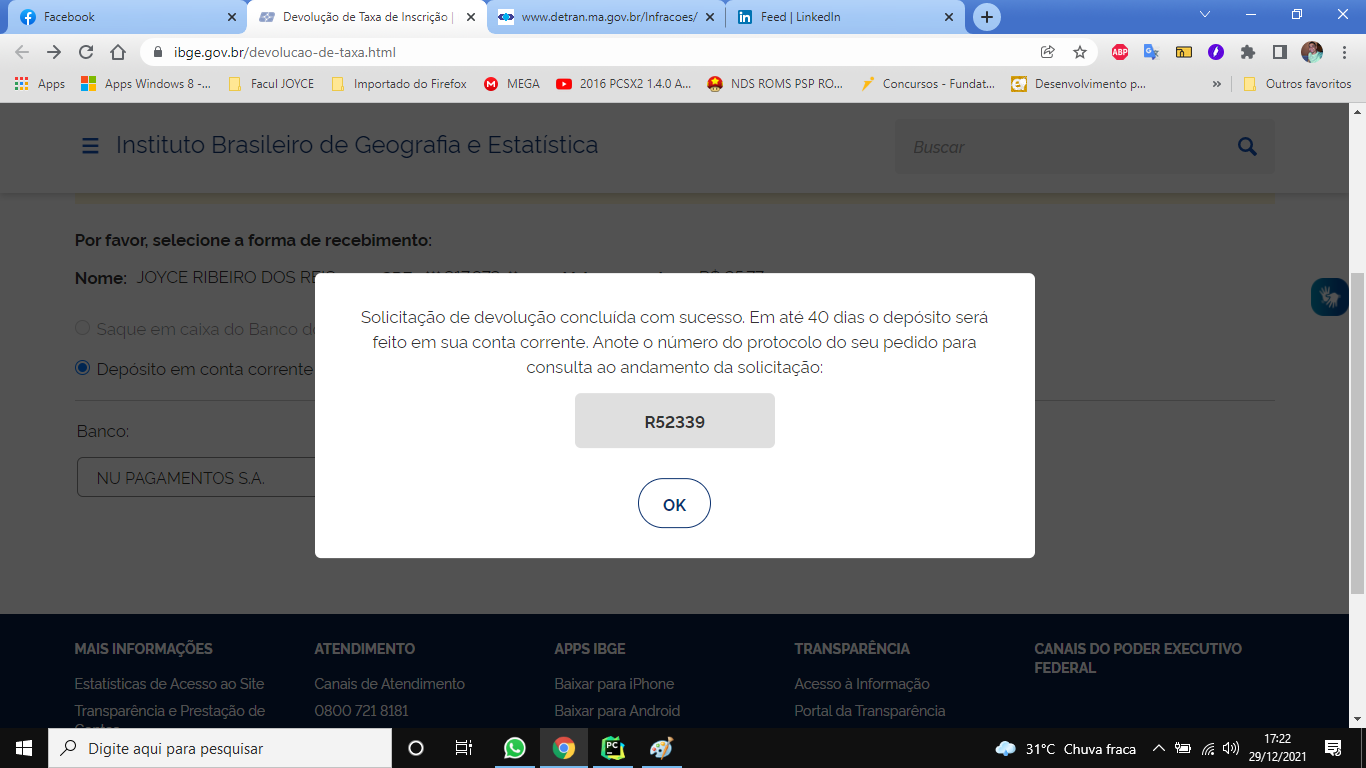 Facebook
Devolução de Taxa de Inscrição |
www.detran.ma.gov.br/Infracoes/
Feed | LinkedIn
ibge.gov.br/devolucao-de-taxa.html
ABP
Apps
Apps Windows 8 -...
Facul JOYCE
Importado do Firefox
MEGA
2016 PCSX2 1.4.0 A...
NDS ROMS PSP RO...
Concursos - Fundat...
Desenvolvimento p...
»
Outros favoritos
Instituto Brasileiro de Geografia e Estatística
Buscar
Por favor, selecione a forma de recebimento:
Nome: JOYCE RIBEIRO DOS REIS
Saque em caixa do Banco do
Depósito em conta corrente
Banco:
NU PAGAMENTOS S.A.
Solicitação de devolução concluída com sucesso. Em até 40 dias o depósito será
feito em sua conta corrente. Anote o número do protocolo do seu pedido para
consulta ao andamento da solicitação:
R52339
OK
MAIS INFORMAÇÕES
Estatísticas de Acesso ao Site
Transparência e Prestação de
Contas
ATENDIMENTO
Canais de Atendimento
0800 721 8181
APPS IBGE
Baixar para iPhone
Baixar para Android
TRANSPARÊNCIA
Acesso à Informação
Portal da Transparência
CANAIS DO PODER EXECUTIVO
FEDERAL
Digite aqui para pesquisar
PC
31°C Chuva fraca
17:22
29/12/2021